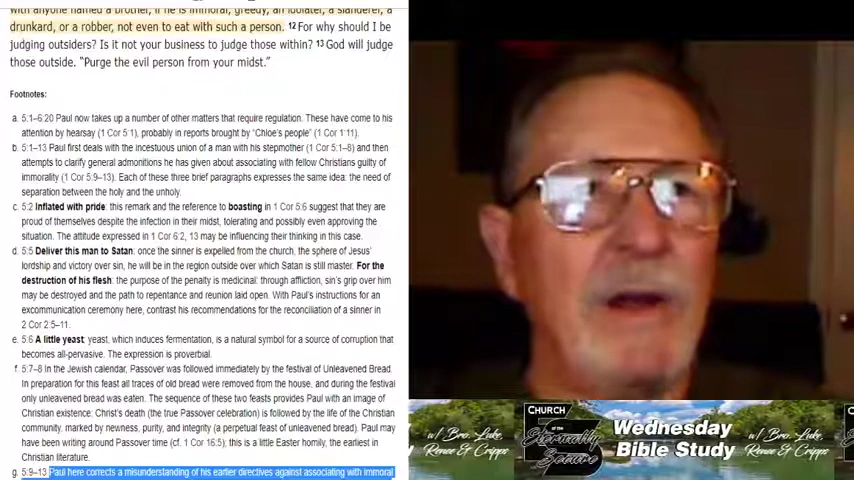 with anyone named a brother, if he is immoral, greedy, an idolater, a slanderer, a
drunkard, or a robber, not even to eat with such a person. 12 For why should I be
judging outsiders? Is it not your business to judge those within? 13 God will judge
those outside. “Purge the evil person from your midst.”
Footnotes:
a. 5:1–6:20 Paul now takes up a number of other matters that require regulation. These have come to his
attention by hearsay (1 Cor 5:1), probably in reports brought by “Chloe’s people” (1 Cor 1:11).
b. 5:1–13 Paul first deals with the incestuous union of a man with his stepmother (1 Cor 5:1–8) and then
attempts to clarify general admonitions he has given about associating with fellow Christians guilty of
immorality (1 Cor 5:9–13). Each of these three brief paragraphs expresses the same idea: the need of
separation between the holy and the unholy.
c. 5:2 Inflated with pride: this remark and the reference to boasting in 1 Cor 5:6 suggest that they are
proud of themselves despite the infection in their midst, tolerating and possibly even approving the
situation. The attitude expressed in 1 Cor 6:2, 13 may be influencing their thinking in this case.
d. 5:5 Deliver this man to Satan: once the sinner is expelled from the church, the sphere of Jesus’
lordship and victory over sin, he will be in the region outside over which Satan is still master. For the
destruction of his flesh: the purpose of the penalty is medicinal: through affliction, sin’s grip over him
may be destroyed and the path to repentance and reunion laid open. With Paul’s instructions for an
excommunication ceremony here, contrast his recommendations for the reconciliation of a sinner in
2 Cor 2:5–11.
e. 5:6 A little yeast: yeast, which induces fermentation, is a natural symbol for a source of corruption that
becomes all-pervasive. The expression is proverbial.
f. 5:7–8 In the Jewish calendar, Passover was followed immediately by the festival of Unleavened Bread.
In preparation for this feast all traces of old bread were removed from the house, and during the festival
only unleavened bread was eaten. The sequence of these two feasts provides Paul with an image of
Christian existence: Christ’s death (the true Passover celebration) is followed by the life of the Christian
community, marked by newness, purity, and integrity (a perpetual feast of unleavened bread). Paul may
have been writing around Passover time (cf. 1 Cor 16:5); this is a little Easter homily, the earliest in
Christian literature.
g. 5:9–13 Paul here corrects a misunderstanding of his earlier directives against associating with immoral
CHURCH
of the
Eternally
Secure
Wednesday
Bible Study
w/ Bro. Luke,
Renee & Cripps
w/ Bro. Luke,
Renee & Cripps